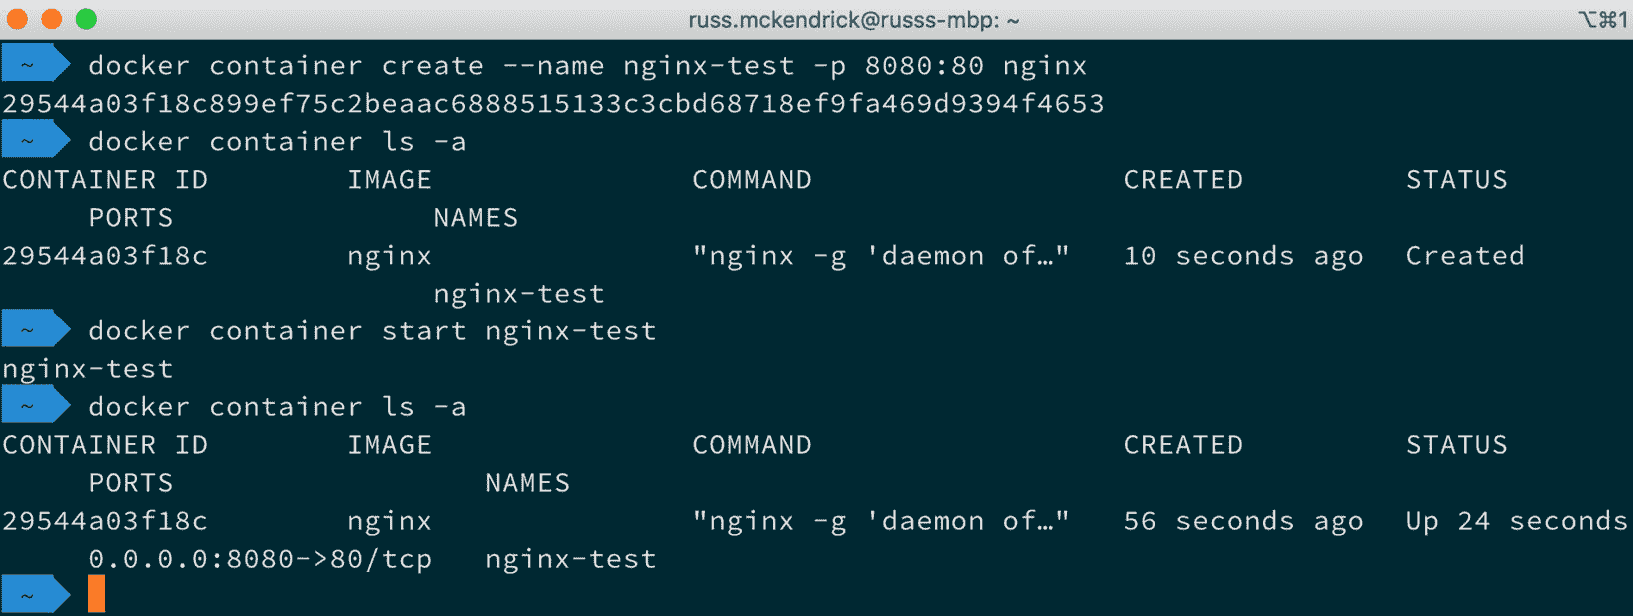 russ.mckendrick@russs-mbp: ~ ⌥⌘1
~ docker container create --name nginx-test -p 8080:80 nginx
29544a03f18c899ef75c2beaac6888515133c3cbd68718ef9fa469d9394f4653
~ docker container ls -a
CONTAINER ID IMAGE COMMAND CREATED STATUS
PORTS NAMES
29544a03f18c nginx "nginx -g 'daemon of…" 10 seconds ago Created
nginx-test
~ docker container start nginx-test
nginx-test
~ docker container ls -a
CONTAINER ID IMAGE COMMAND CREATED STATUS
PORTS NAMES
29544a03f18c nginx "nginx -g 'daemon of…" 56 seconds ago Up 24 seconds
0.0.0.0:8080->80/tcp nginx-test
~